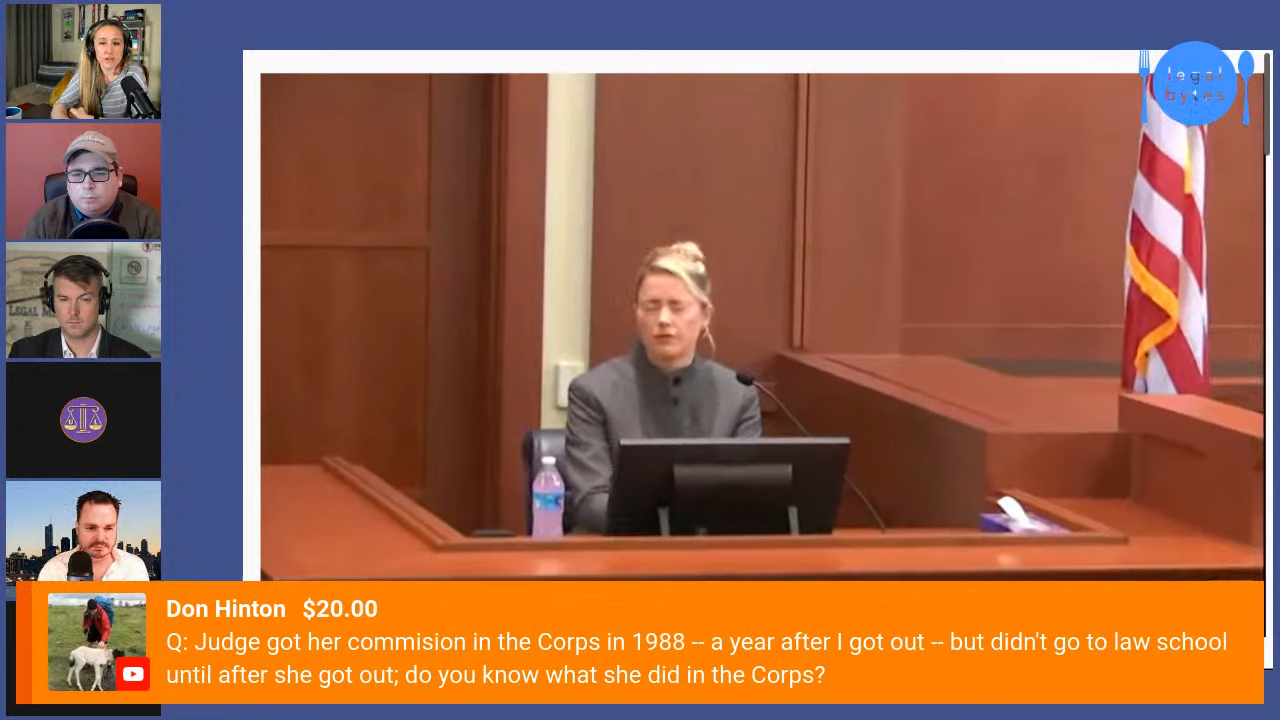 legal
bytes
LEGAL M
Don Hinton $20.00
Q: Judge got her commision in the Corps in 1988 -- a year after I got out -- but didn't go to law school
until after she got out; do you know what she did in the Corps?